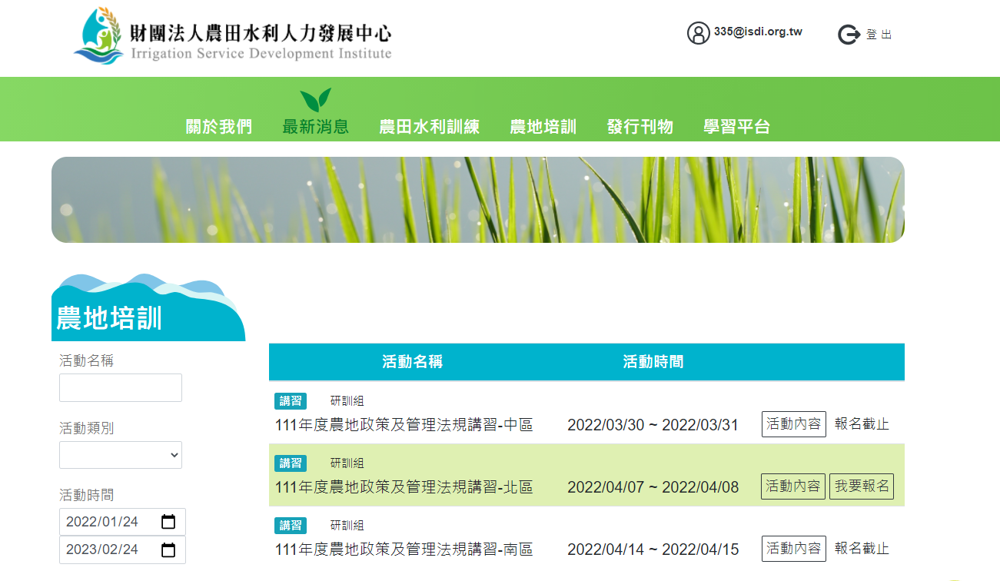 財團法人農田水利人力發展中心
Irrigation Service Development Institute
335@isdi.org.tw
登 出
關於我們 最新消息 農田水利訓練 農地培訓 發行刊物 學習平台
農地培訓
活動名稱
活動類別
活動時間
2022/01/24
2023/02/24
活動名稱 活動時間
講習 研訓組
111年度農地政策及管理法規講習-中區 2022/03/30 ~ 2022/03/31 活動內容 報名截止
講習 研訓組
111年度農地政策及管理法規講習-北區 2022/04/07 ~ 2022/04/08 活動內容 我要報名
講習 研訓組
111年度農地政策及管理法規講習-南區 2022/04/14 ~ 2022/04/15 活動內容 報名截止